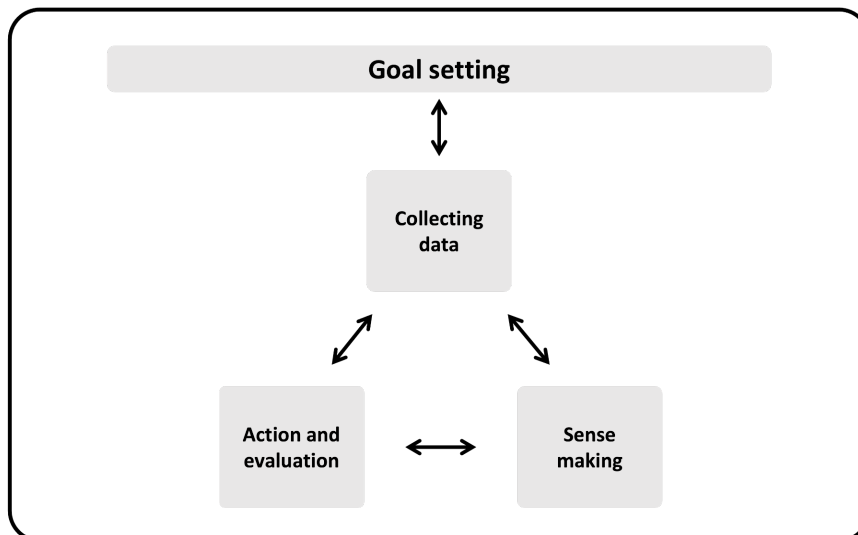 Goal setting
Collecting
data
Action and
evaluation
Sense
making